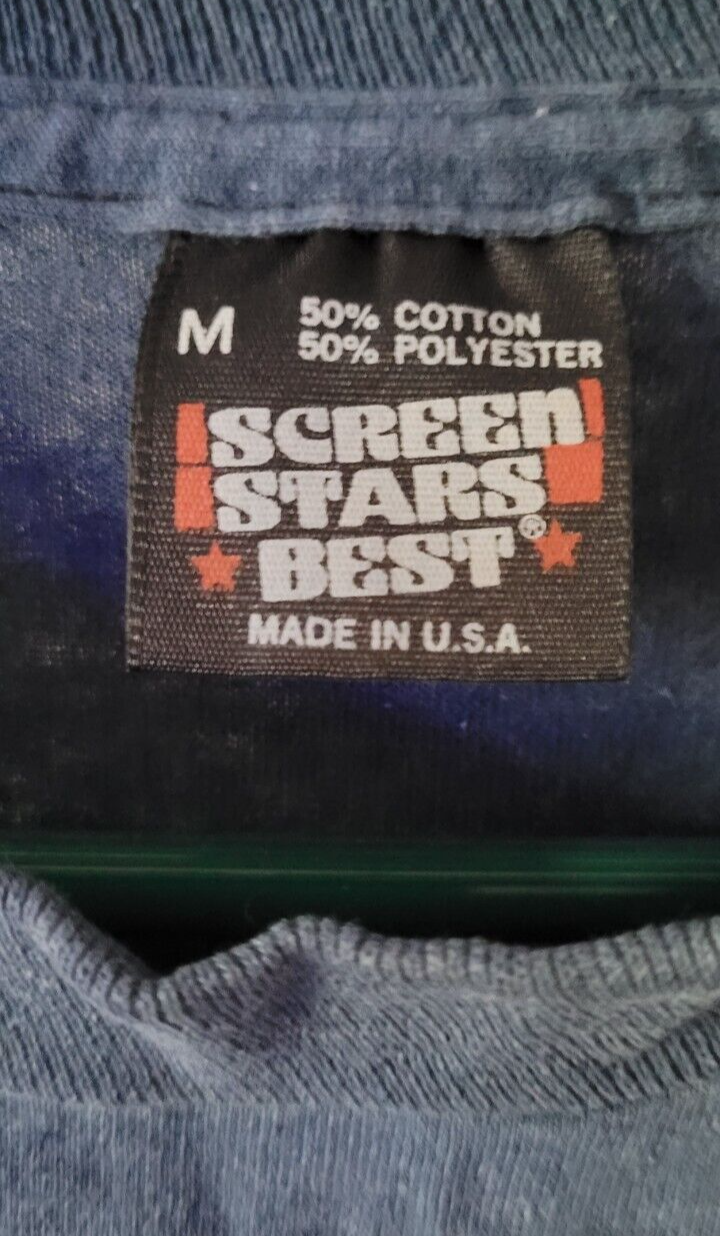 M 50% COTTON
50% POLYESTER
SCREEN
STARS
BEST®
MADE IN U.S.A.